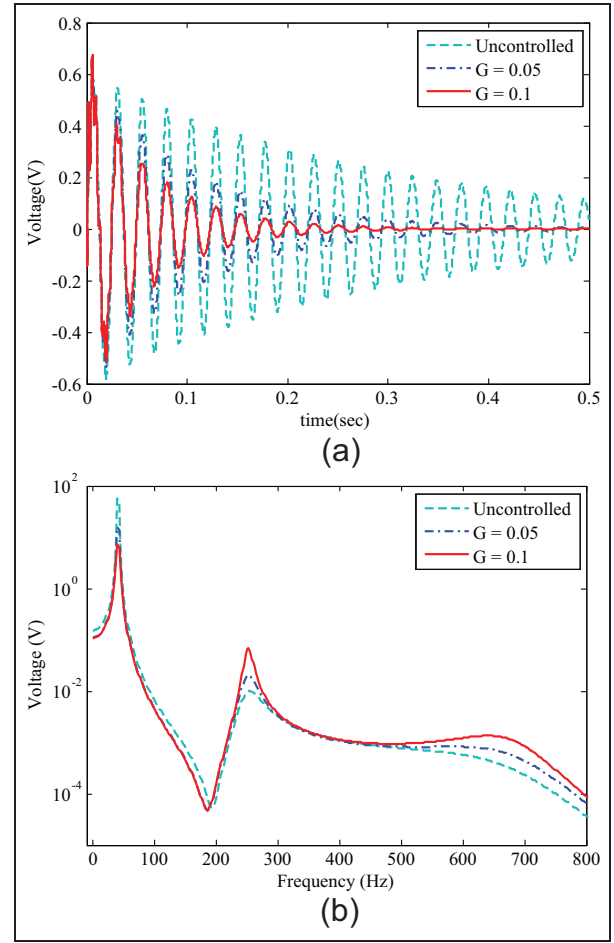 0.8
0.6
0.4
0.2
0
-0.2
-0.4
-0.6
Voltage(V)
Uncontrolled
G = 0.05
G = 0.1
0 0.1 0.2 0.3 0.4 0.5
time(sec)
(a)
10^2
10^0
10^-2
10^-4
Voltage (V)
Uncontrolled
G = 0.05
G = 0.1
0 100 200 300 400 500 600 700 800
Frequency (Hz)
(b)